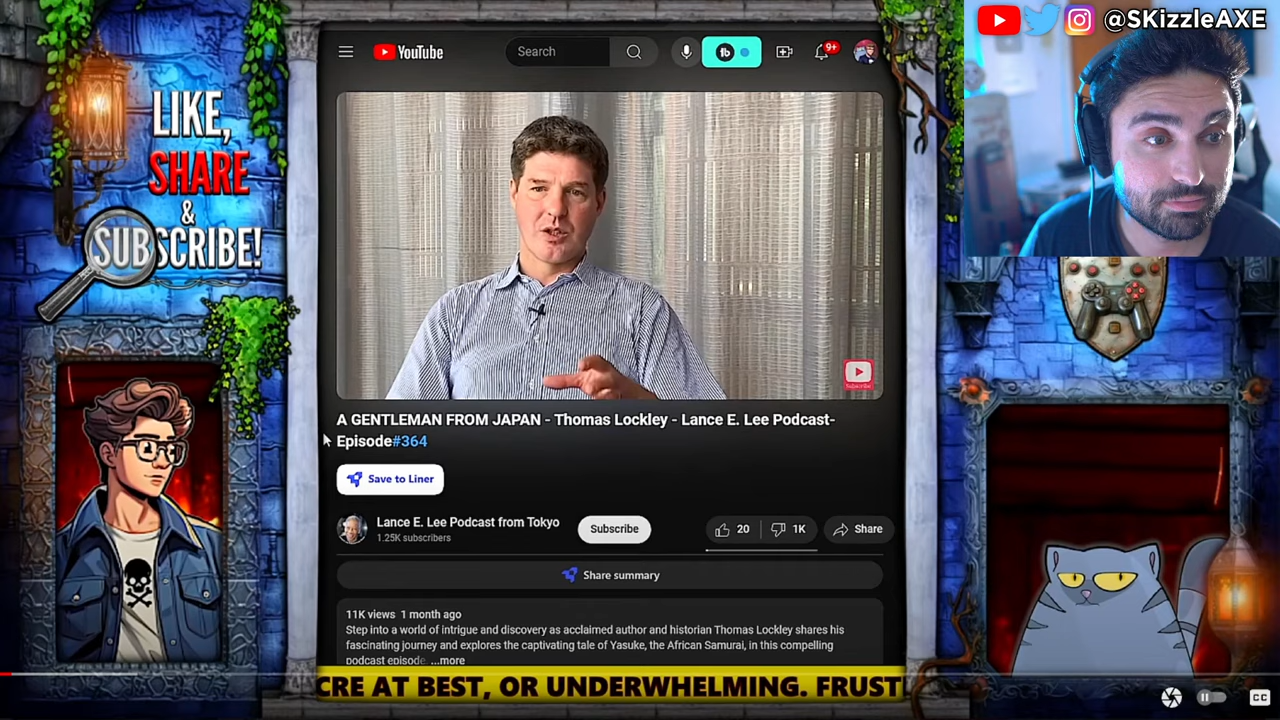 @SKizzleAXE
YouTube
Search
9+
LIKE,
SHARE
&
SUBSCRIBE!
Subscribe
A GENTLEMAN FROM JAPAN - Thomas Lockley - Lance E. Lee Podcast-
Episode#364
Save to Liner
Lance E. Lee Podcast from Tokyo
1.25K subscribers
Subscribe
20
1K
Share
Share summary
11K views 1 month ago
Step into a world of intrigue and discovery as acclaimed author and historian Thomas Lockley shares his
fascinating journey and explores the captivating tale of Yasuke, the African Samurai, in this compelling
podcast episode. ...more
CRE AT BEST, OR UNDERWHELMING. FRUST
CC